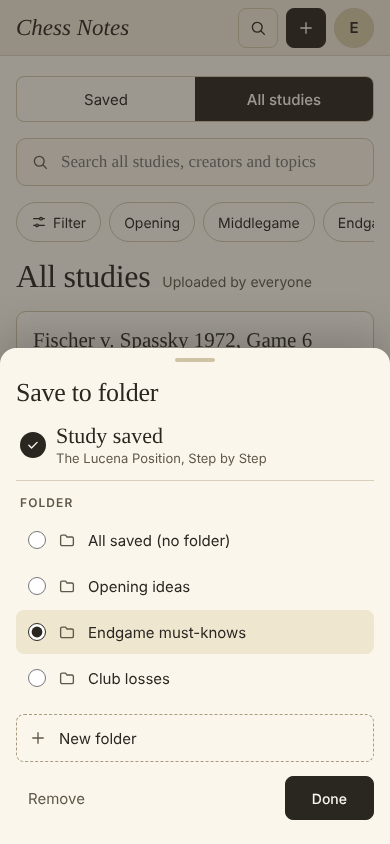 Chess Notes
E
Saved
All studies
Search all studies, creators and topics
Filter
Opening
Middlegame
Endga
All studies
Uploaded by everyone
Fischer v. Spassky 1972, Game 6
Save to folder
Study saved
The Lucena Position, Step by Step
FOLDER
All saved (no folder)
Opening ideas
Endgame must-knows
Club losses
New folder
Remove
Done